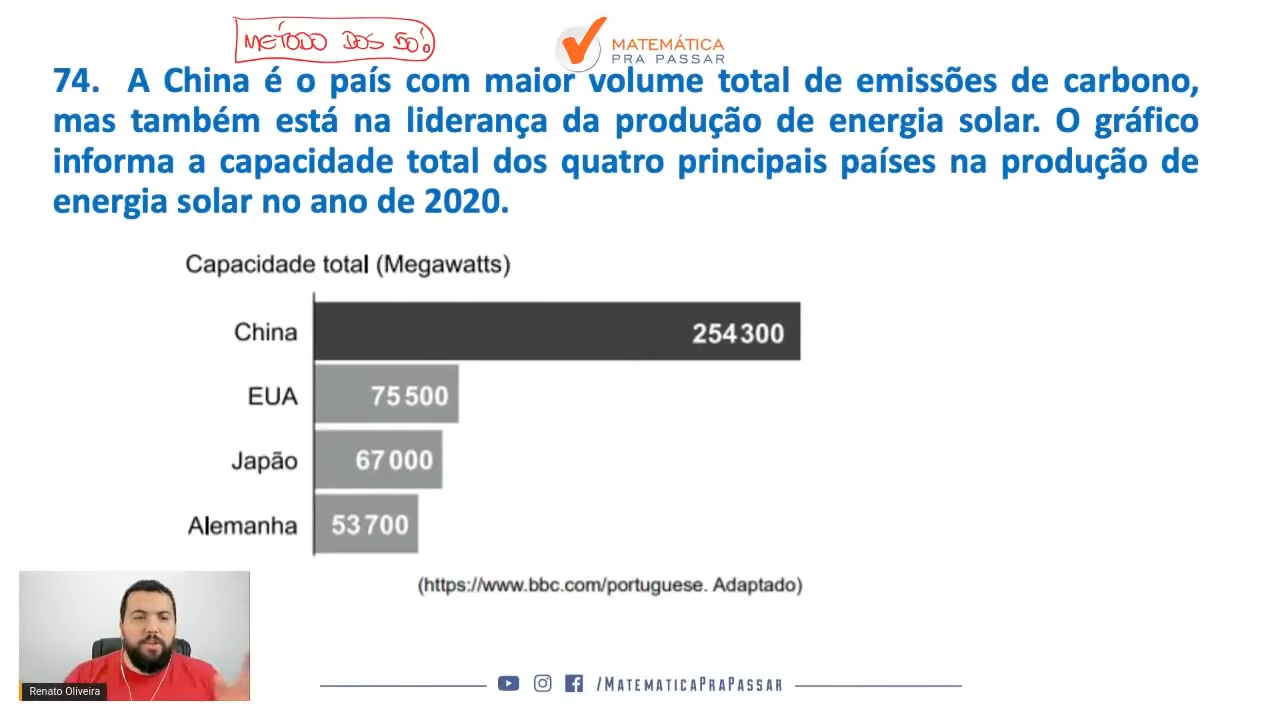 MÉTODO DOS 50%
MATEMÁTICA
PRA PASSAR
74. A China é o país com maior volume total de emissões de carbono,
mas também está na liderança da produção de energia solar. O gráfico
informa a capacidade total dos quatro principais países na produção de
energia solar no ano de 2020.
Capacidade total (Megawatts)
China 254 300
EUA 75 500
Japão 67 000
Alemanha 53 700
(https://www.bbc.com/portuguese. Adaptado)
Renato Oliveira
/MATEMATICAPRAPASSAR